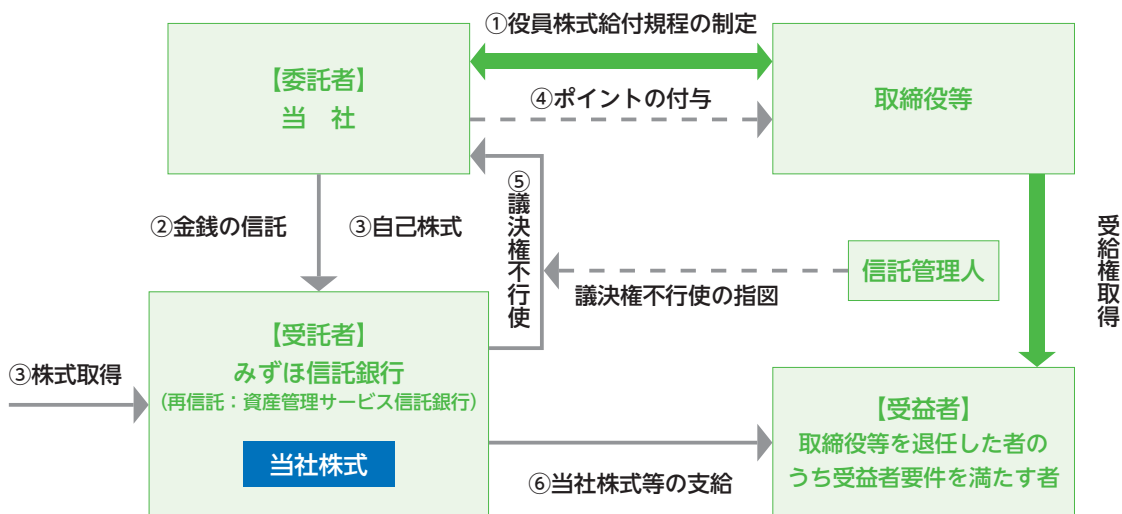 ①役員株式給付規程の制定
【委託者】
当　社
④ポイントの付与
取締役等
②金銭の信託
③自己株式
⑤議決権不行使
議決権不行使の指図
信託管理人
受給権取得
③株式取得
【受託者】
みずほ信託銀行
（再信託：資産管理サービス信託銀行）
当社株式
⑥当社株式等の支給
【受益者】
取締役等を退任した者の
うち受益者要件を満たす者